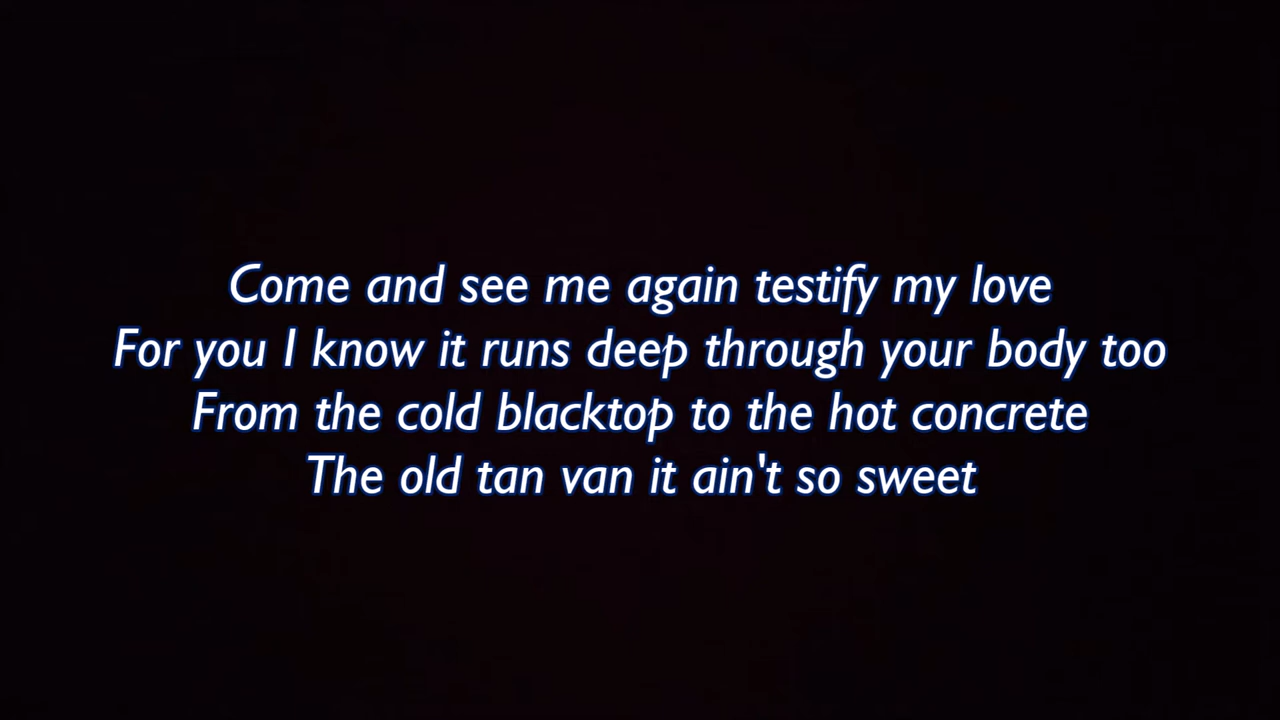 Come and see me again testify my love
For you I know it runs deep through your body too
From the cold blacktop to the hot concrete
The old tan van it ain't so sweet